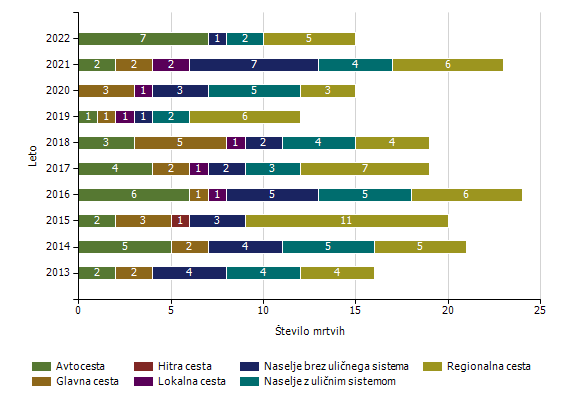 2022 7 1 2 5
2021 2 2 2 7 4 6
2020 3 1 3 5 3
2019 1 1 1 1 2 6
2018 3 5 1 2 4 4
2017 4 2 1 2 3 7
2016 6 1 1 5 5 6
2015 2 3 1 3 11
2014 5 2 4 5 5
2013 2 2 4 4 4
Leto
0 5 10 15 20 25
Število mrtvih
Avtocesta Hitra cesta Naselje brez uličnega sistema Regionalna cesta
Glavna cesta Lokalna cesta Naselje z uličnim sistemom